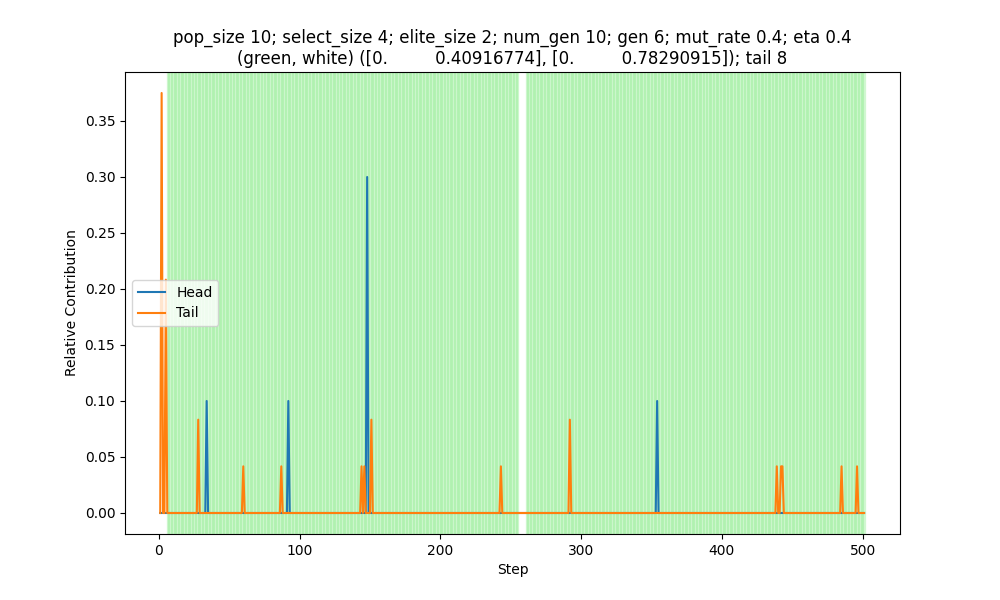 pop_size 10; select_size 4; elite_size 2; num_gen 10; gen 6; mut_rate 0.4; eta 0.4
(green, white) ([0.         0.40916774], [0.         0.78290915]); tail 8
0.35
0.30
0.25
0.20
0.15
0.10
0.05
0.00
Relative Contribution
Head
Tail
0
100
200
300
400
500
Step